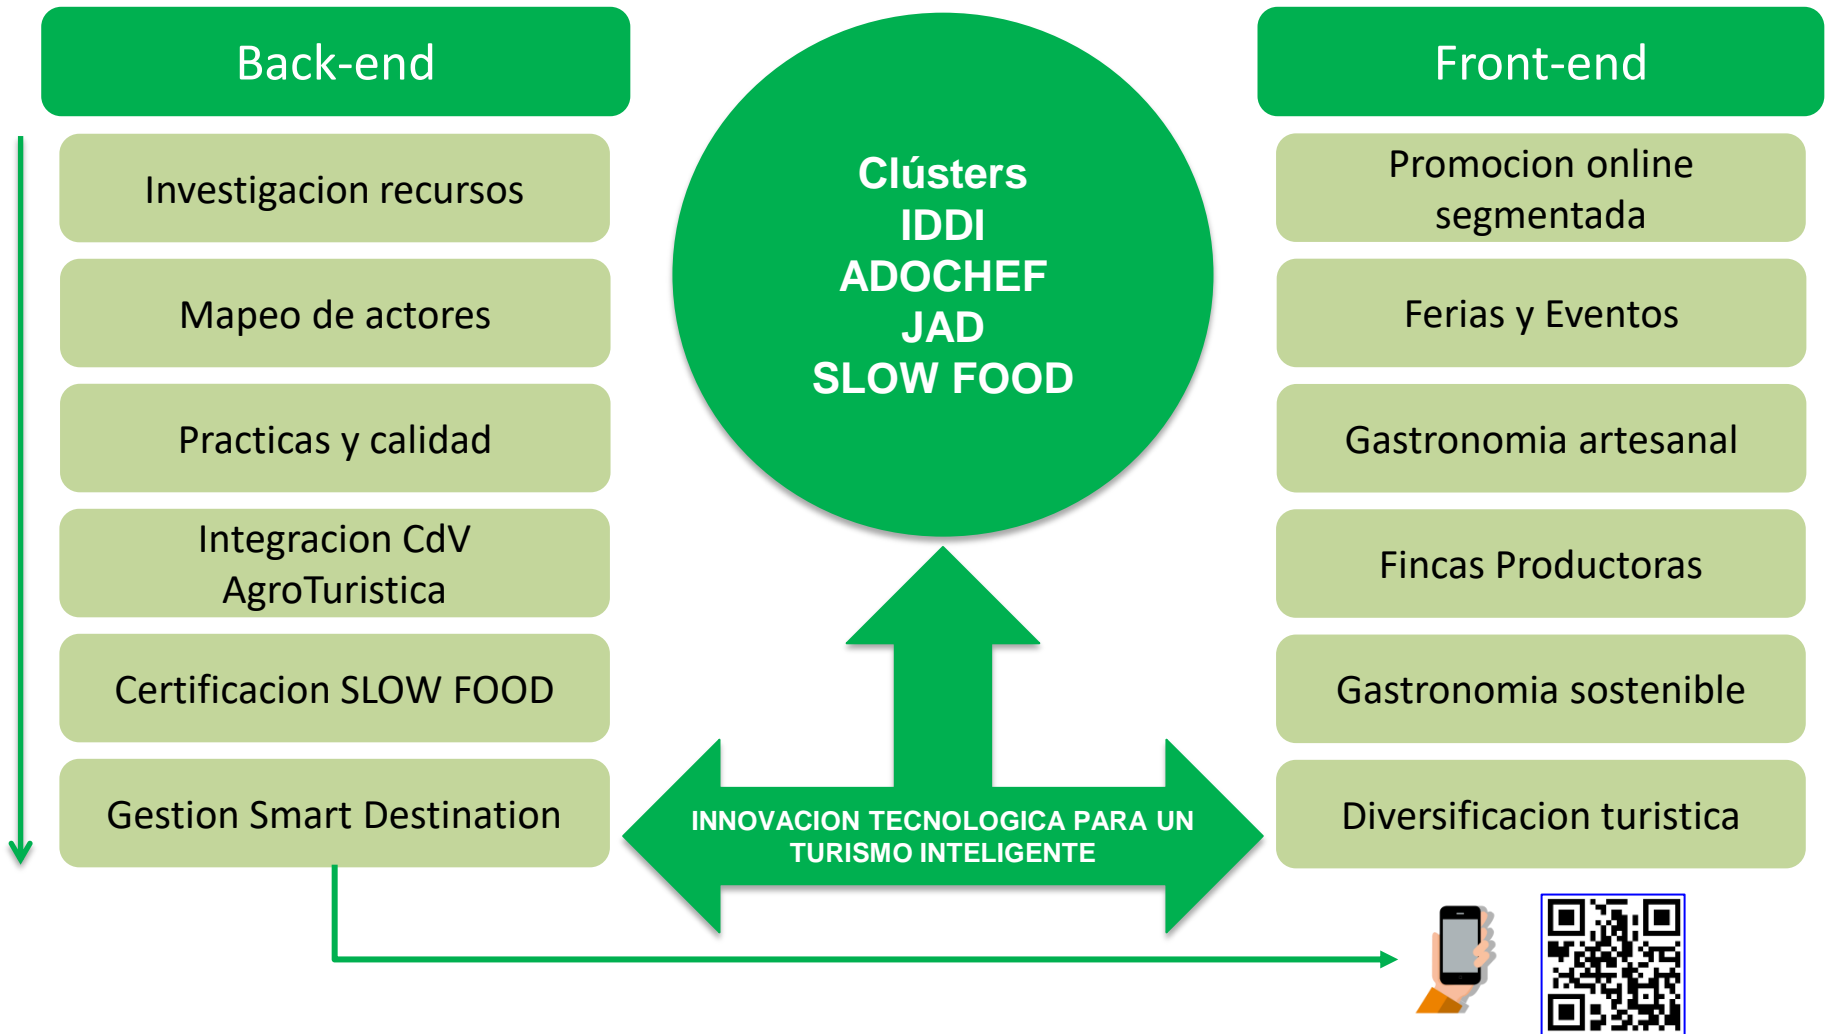 Back-end
Investigacion recursos
Mapeo de actores
Practicas y calidad
Integracion CdV
AgroTuristica
Certificacion SLOW FOOD
Gestion Smart Destination
Clústers
IDDI
ADOCHEF
JAD
SLOW FOOD
INNOVACION TECNOLOGICA PARA UN
TURISMO INTELIGENTE
Front-end
Promocion online
segmentada
Ferias y Eventos
Gastronomia artesanal
Fincas Productoras
Gastronomia sostenible
Diversificacion turistica